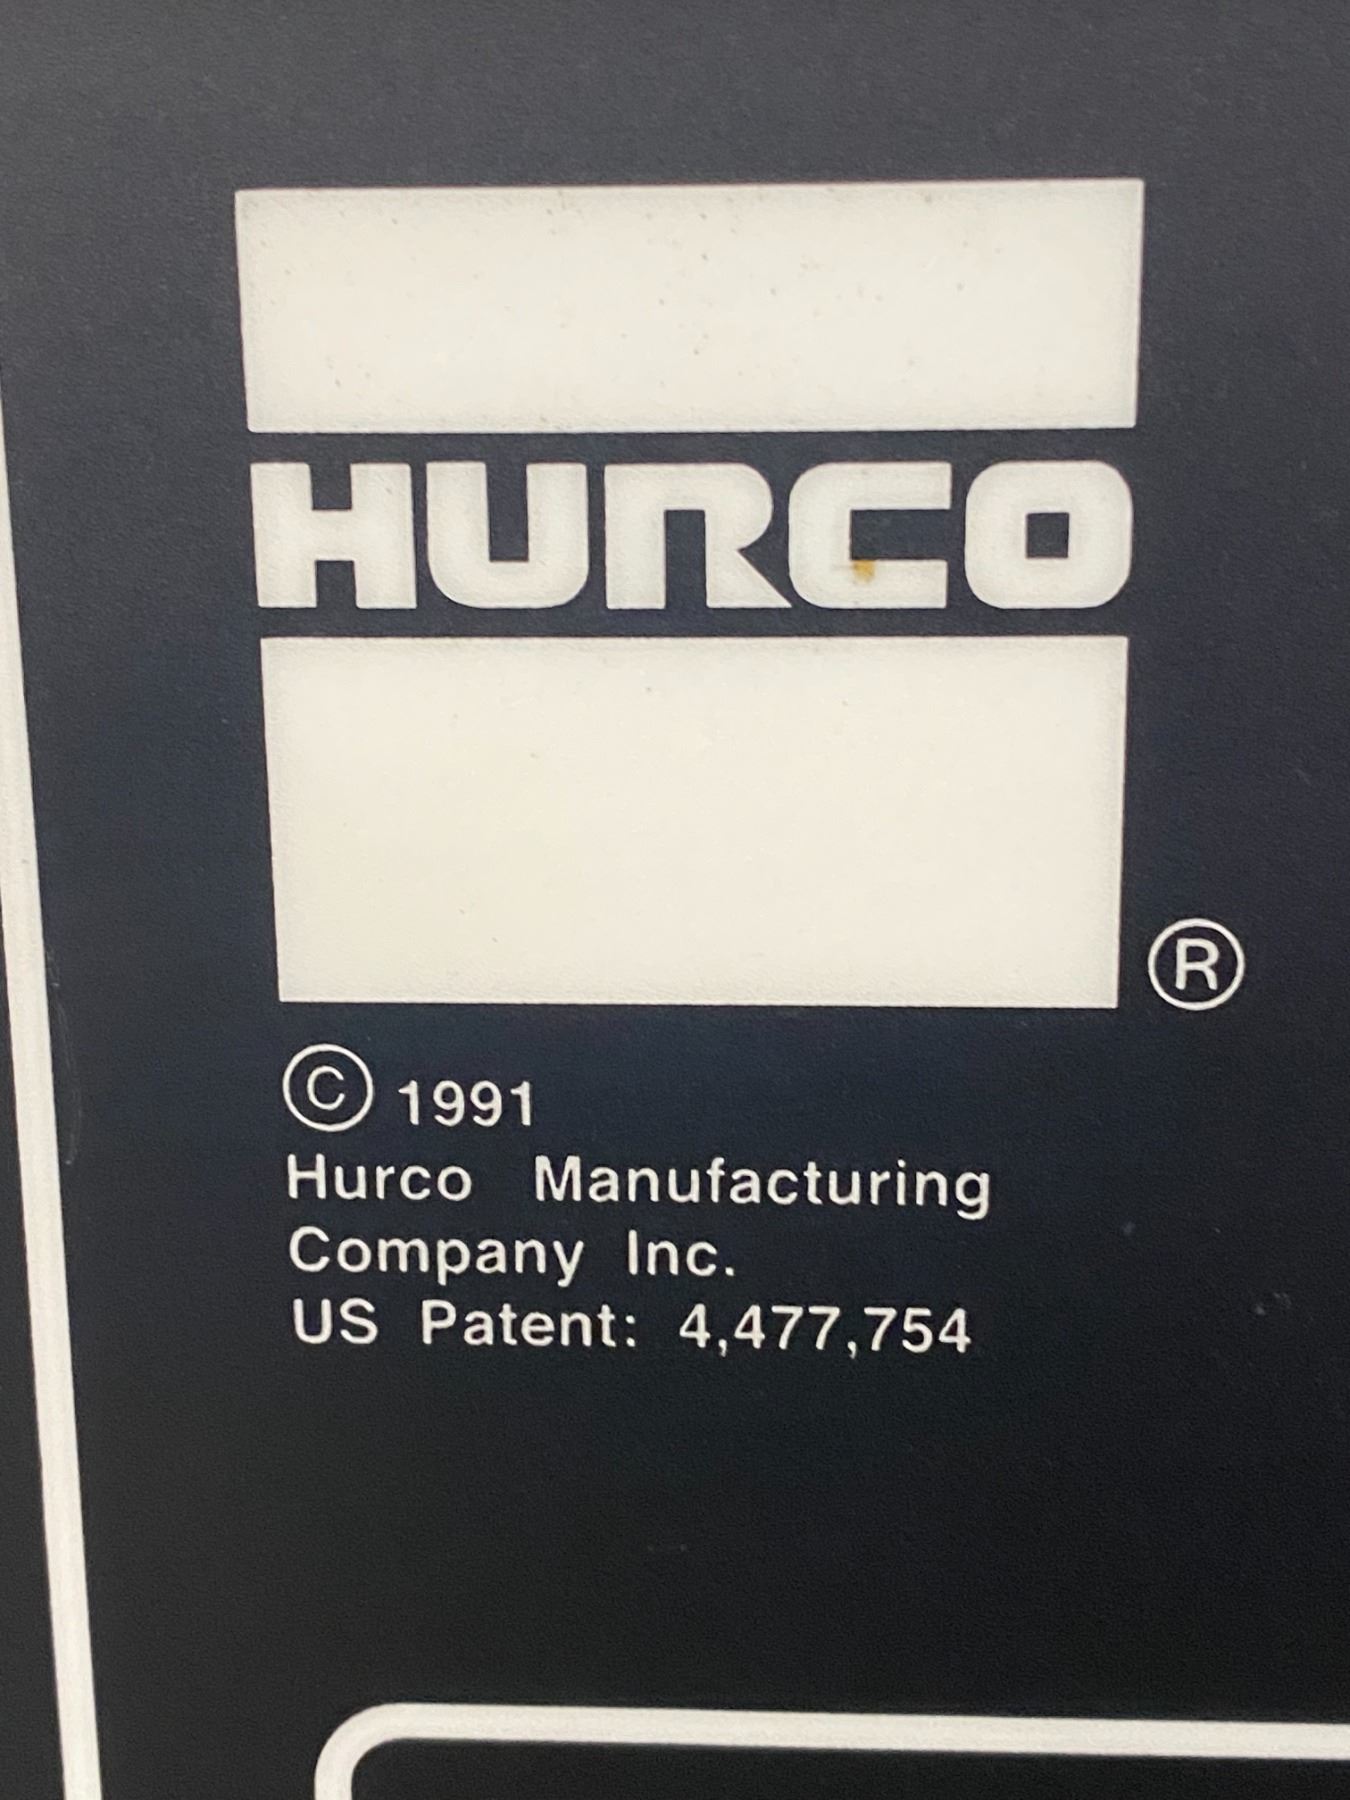 HURCO
®
© 1991
Hurco Manufacturing
Company Inc.
US Patent: 4,477,754